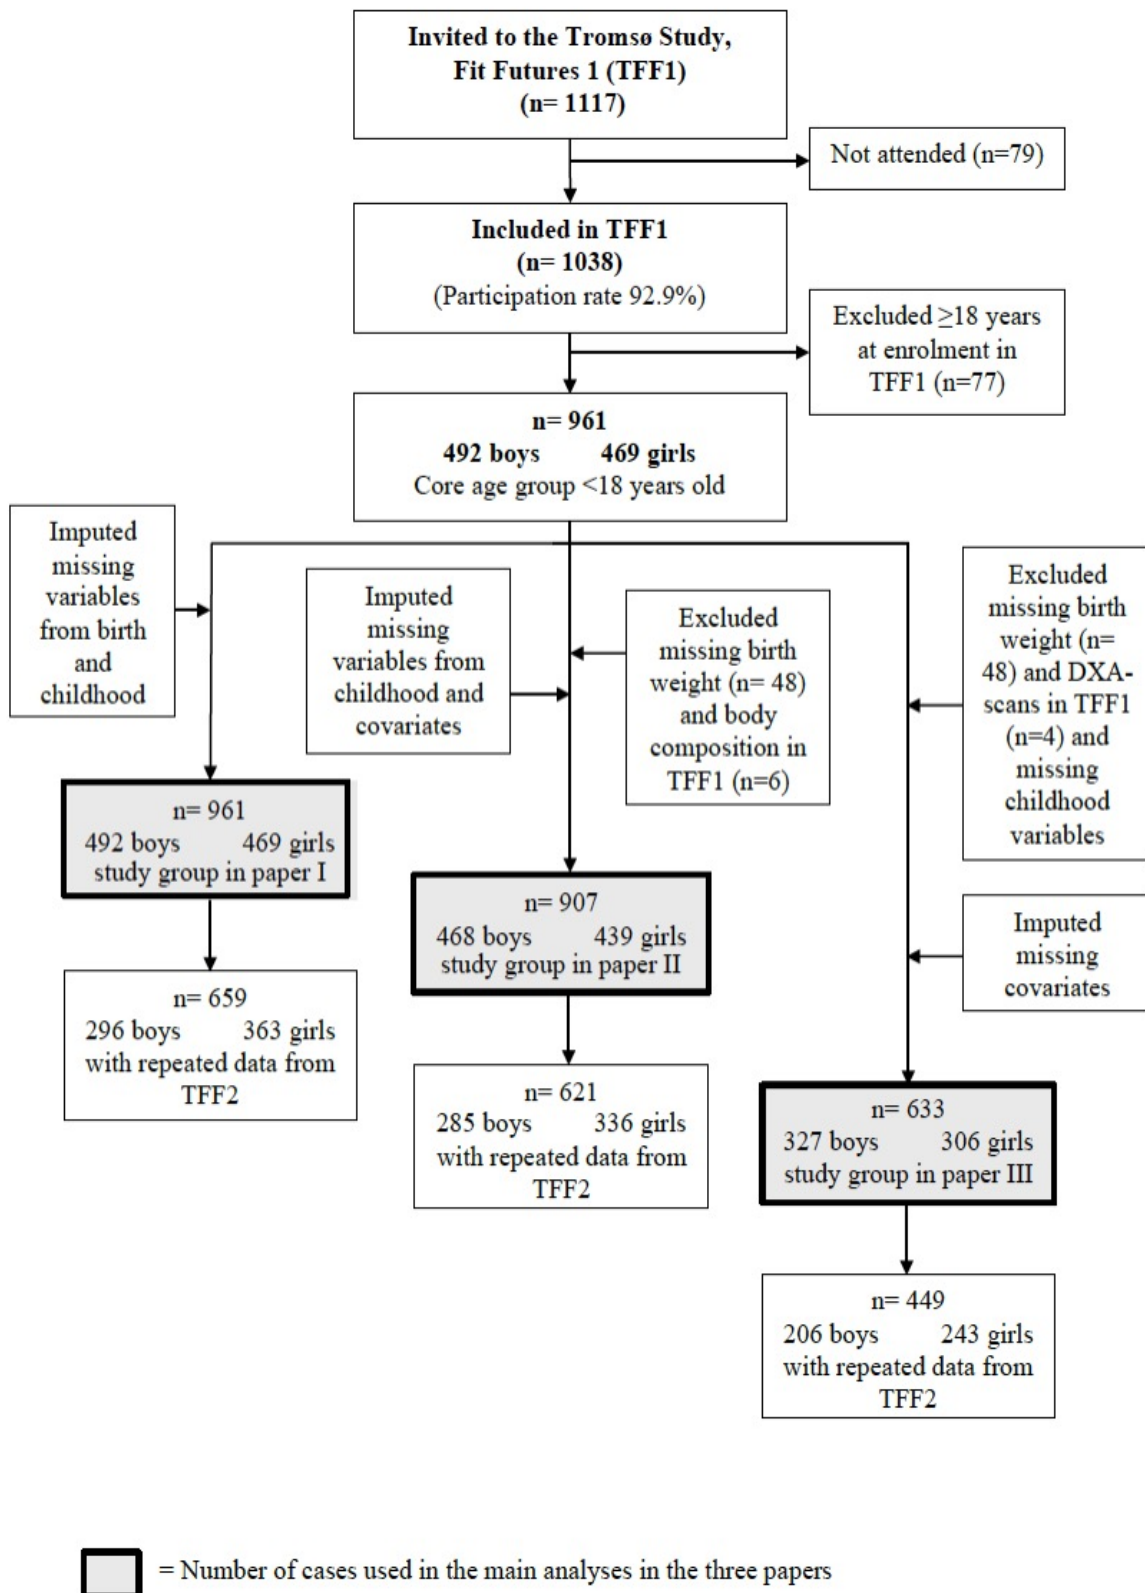 Invited to the Tromsø Study,
Fit Futures 1 (TFF1)
(n= 1117)
Not attended (n=79)
Included in TFF1
(n= 1038)
(Participation rate 92.9%)
Excluded ≥18 years
at enrolment in
TFF1 (n=77)
n= 961
492 boys 469 girls
Core age group <18 years old
Imputed
missing
variables
from birth
and
childhood
Imputed
missing
variables from
childhood and
covariates
Excluded
missing birth
weight (n= 48)
and body
composition in
TFF1 (n=6)
Excluded
missing birth
weight (n=
48) and DXA-
scans in TFF1
(n=4) and
missing
childhood
variables
n= 961
492 boys 469 girls
study group in paper I
n= 907
468 boys 439 girls
study group in paper II
Imputed
missing
covariates
n= 659
296 boys 363 girls
with repeated data from
TFF2
n= 621
285 boys 336 girls
with repeated data from
TFF2
n= 633
327 boys 306 girls
study group in paper III
n= 449
206 boys 243 girls
with repeated data from
TFF2
= Number of cases used in the main analyses in the three papers